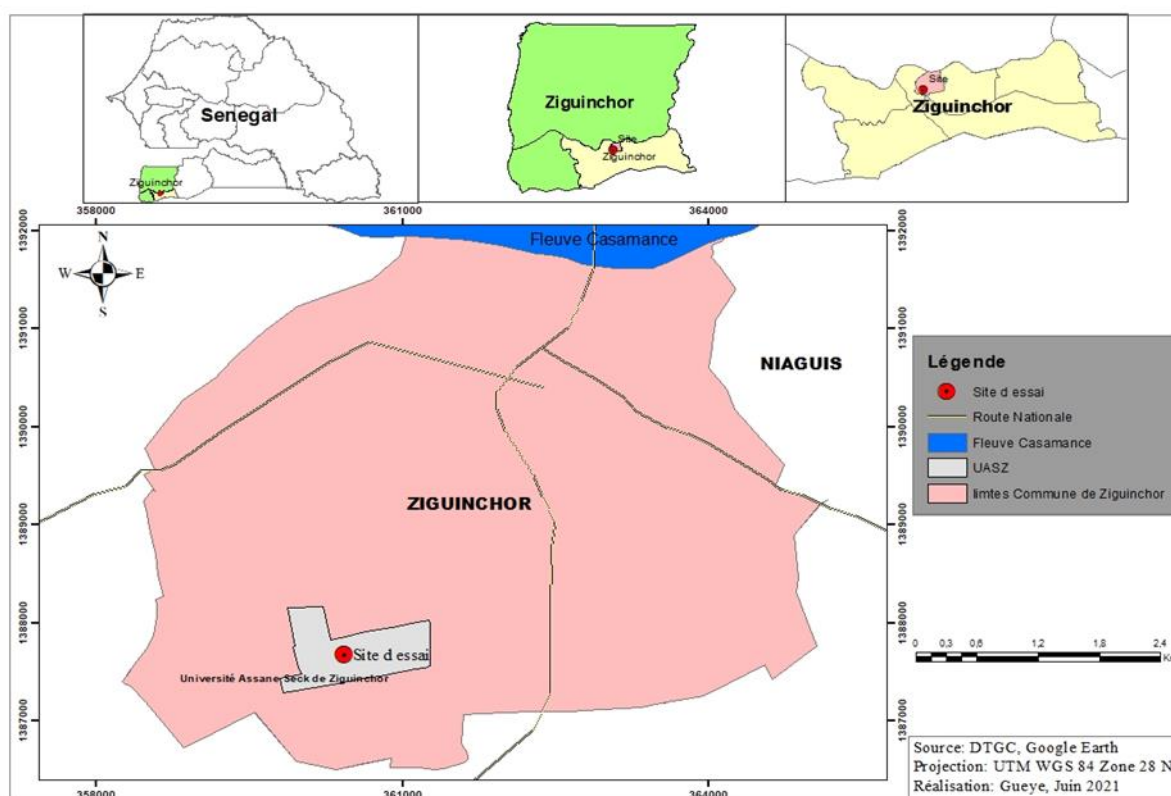 Senegal
Ziguinchor
Ziguinchor
Site
Ziguinchor
Site
Ziguinchor
358000
361000
364000
Fleuve Casamance
N
W
E
S
1392000
1391000
1390000
1389000
1388000
1387000
1392000
1391000
1390000
1389000
1388000
1387000
NIAGUIS
ZIGUINCHOR
Site d essai
Université Assane Seck de Ziguinchor
358000
361000
364000
Légende
Site d essai
Route Nationale
Fleuve Casamance
UASZ
limtes Commune de Ziguinchor
0 0,3 0,6 1,2 1,8 2,4
Source: DTGC, Google Earth
Projection: UTM WGS 84 Zone 28 N
Réalisation: Gueye, Juin 2021